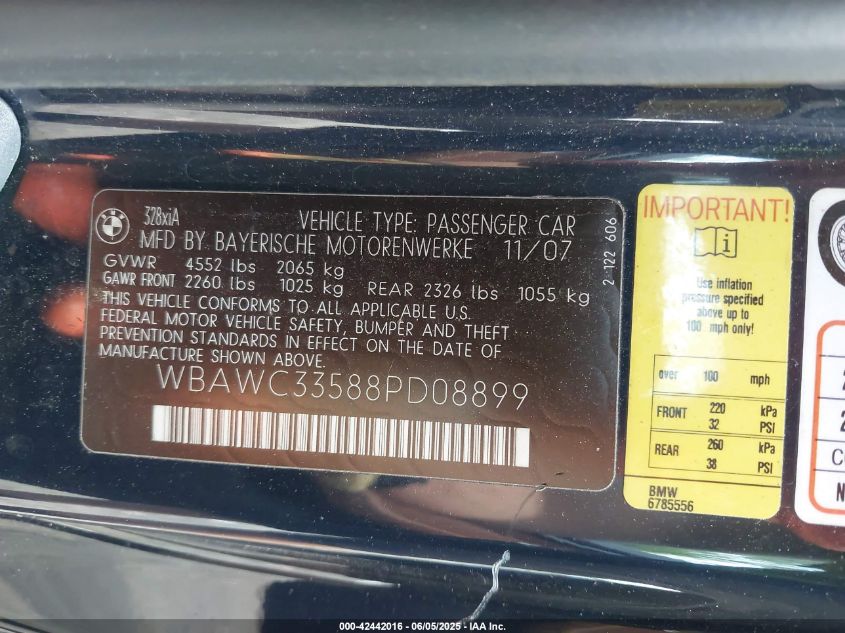 328xiA
VEHICLE TYPE: PASSENGER CAR
MFD BY BAYERISCHE MOTORENWERKE 11/07
GVWR 4552 lbs 2065 kg
GAWR FRONT 2260 lbs 1025 kg REAR 2326 lbs 1055 kg
THIS VEHICLE CONFORMS TO ALL APPLICABLE U.S.
FEDERAL MOTOR VEHICLE SAFETY, BUMPER AND THEFT
PREVENTION STANDARDS IN EFFECT ON THE DATE OF
MANUFACTURE SHOWN ABOVE.
WBAWC33588PD08899
2-122 606
IMPORTANT!
i
Use inflation
pressure specified
above up to
100 mph only!
over 100 mph
FRONT 220 kPa
32 PSI
REAR 260 kPa
38 PSI
BMW
6785556
2
2
Co
N
000-42442016 - 06/05/2025 - IAA Inc.